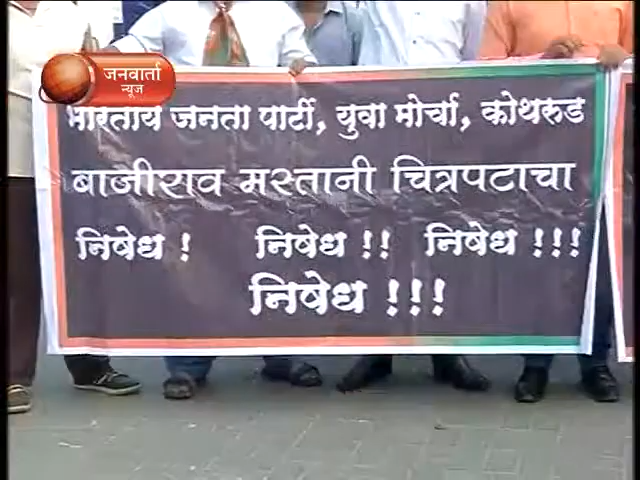 जनवार्ता
न्यूज
भारतीय जनता पार्टी, युवा मोर्चा, कोथरुड
बाजीराव मस्तानी चित्रपटाचा
निषेध ! निषेध !! निषेध !!!
निषेध !!!